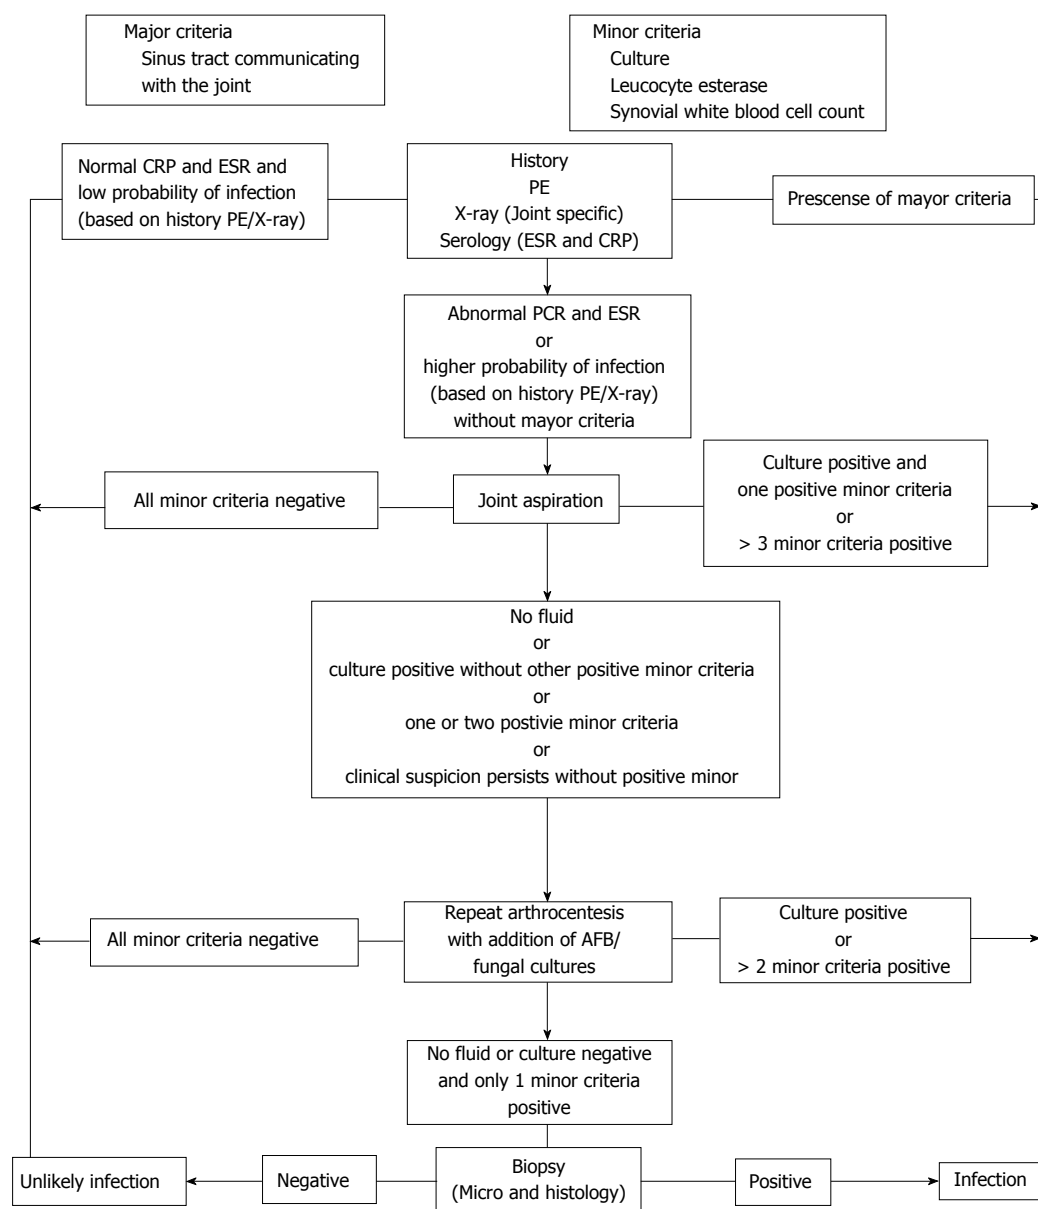 Major criteria
Sinus tract communicating
with the joint
Minor criteria
Culture
Leucocyte esterase
Synovial white blood cell count
Normal CRP and ESR and
low probability of infection
(based on history PE/X-ray)
History
PE
X-ray (Joint specific)
Serology (ESR and CRP)
Prescense of mayor criteria
Abnormal PCR and ESR
or
higher probability of infection
(based on history PE/X-ray)
without mayor criteria
All minor criteria negative
Joint aspiration
Culture positive and
one positive minor criteria
or
> 3 minor criteria positive
No fluid
or
culture positive without other positive minor criteria
or
one or two postivie minor criteria
or
clinical suspicion persists without positive minor
All minor criteria negative
Repeat arthrocentesis
with addition of AFB/
fungal cultures
Culture positive
or
> 2 minor criteria positive
No fluid or culture negative
and only 1 minor criteria
positive
Unlikely infection
Negative
Biopsy
(Micro and histology)
Positive
Infection